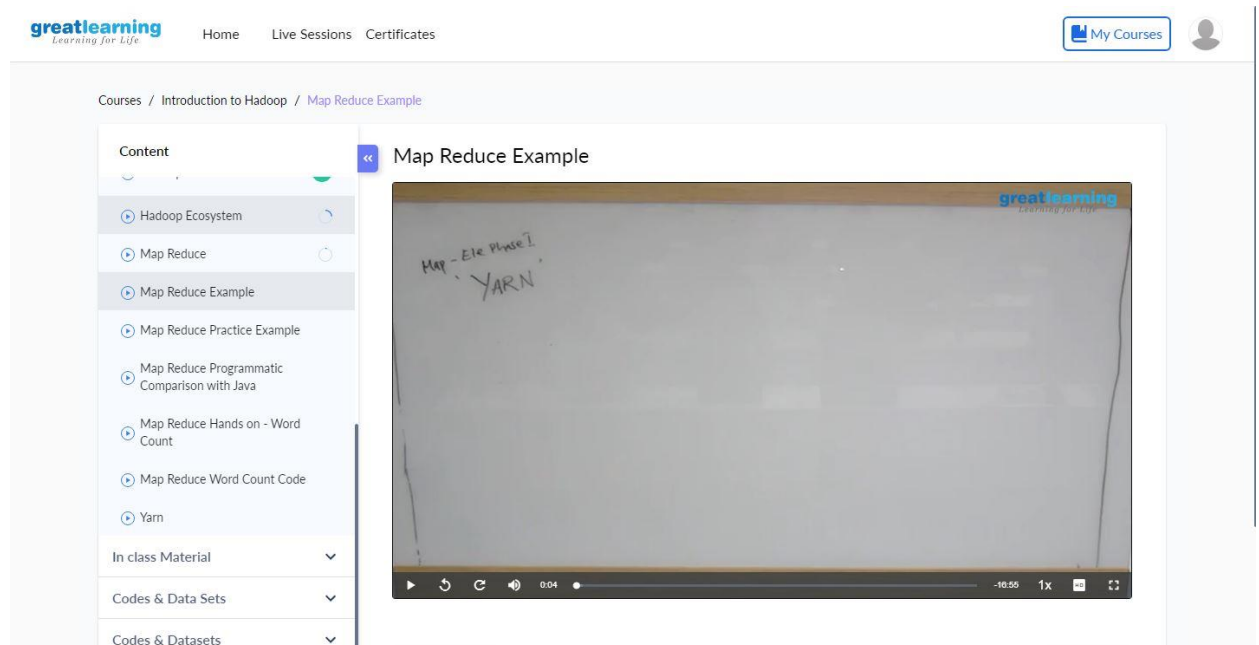 greatlearning
Learning for Life
Home Live Sessions Certificates
My Courses
Courses / Introduction to Hadoop / Map Reduce Example
Content
Hadoop Ecosystem
Map Reduce
Map Reduce Example
Map Reduce Practice Example
Map Reduce Programmatic
Comparison with Java
Map Reduce Hands on - Word
Count
Map Reduce Word Count Code
Yarn
In class Material
Codes & Data Sets
Codes & Datasets
Map Reduce Example
greatlearning
Learning for Life
Map - Ele Phase I
YARN
0:04
-16:55
1x
HD